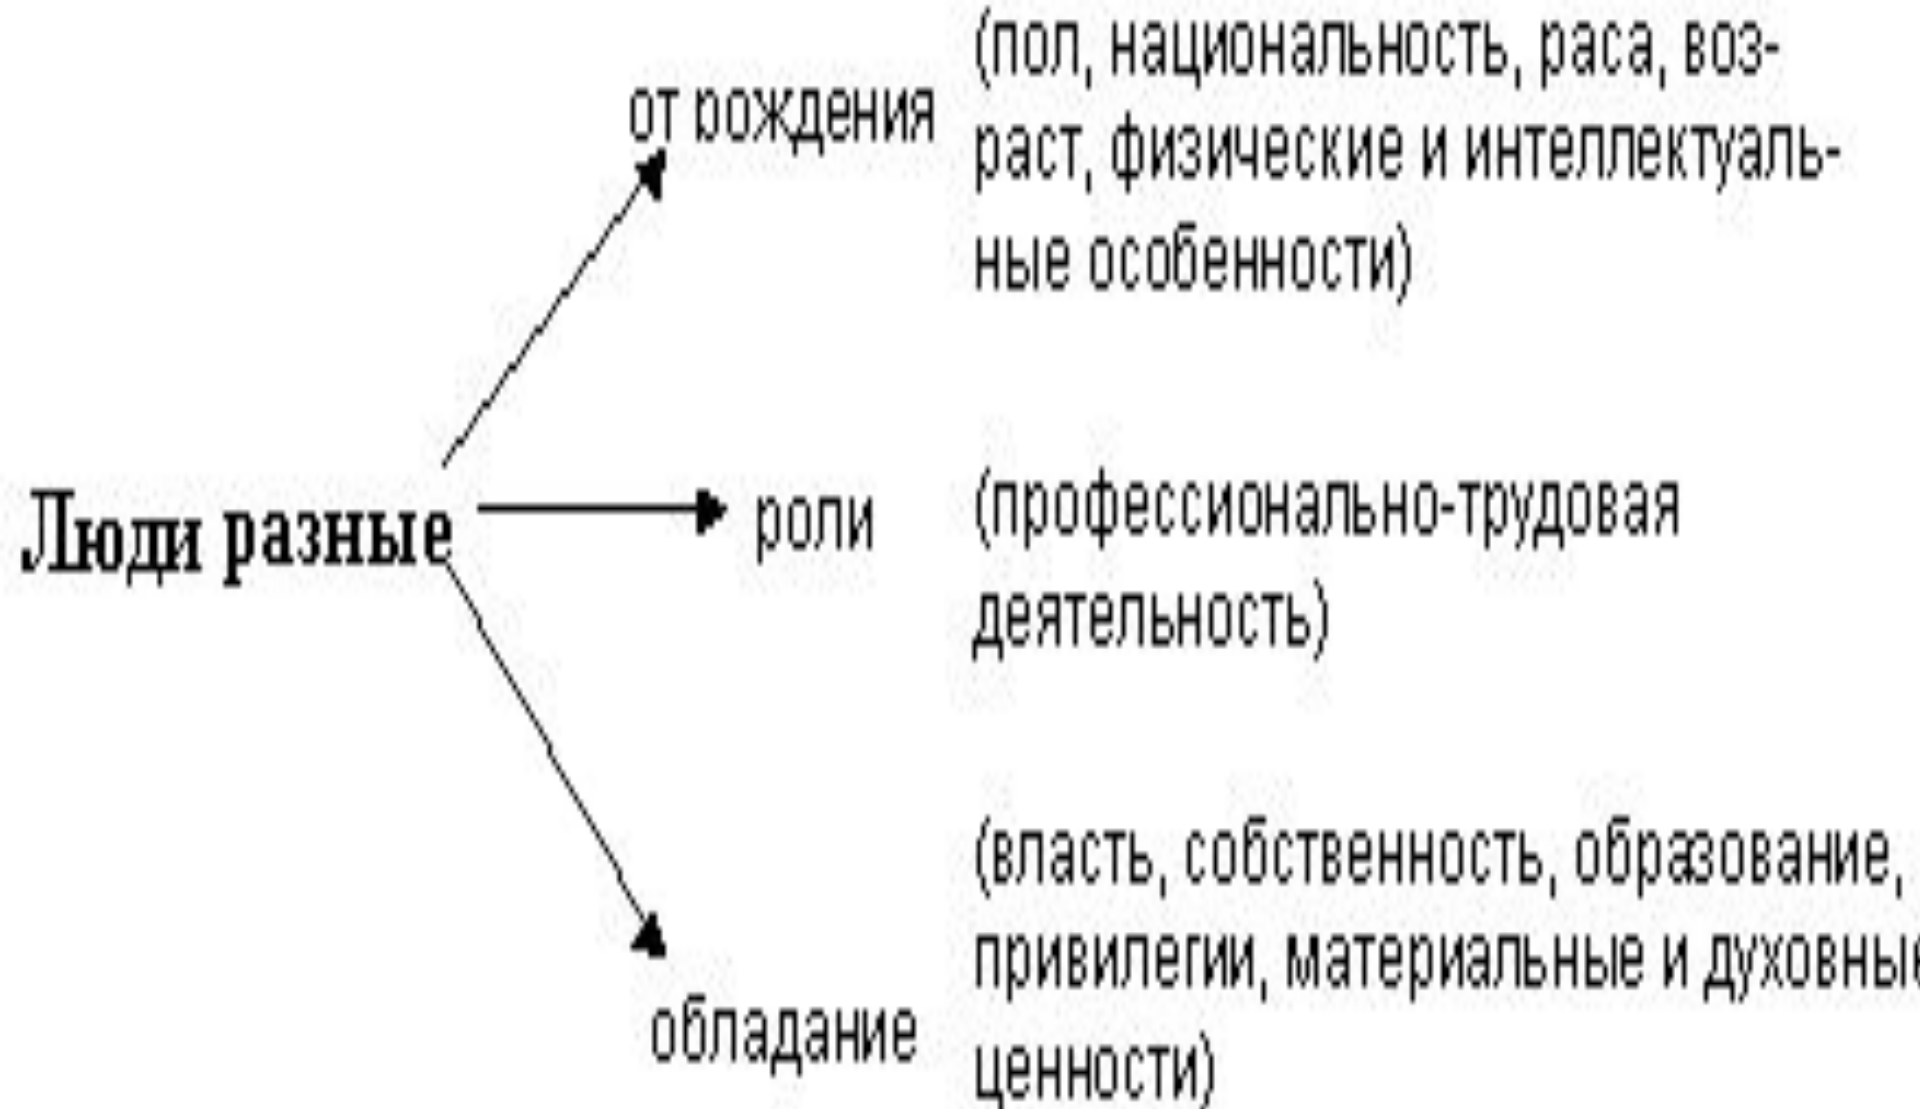 от рождения
(пол, национальность, раса, воз-
раст, физические и интеллектуаль-
ные особенности)
Люди разные
роли
(профессионально-трудовая
деятельность)
обладание
(власть, собственность, образование,
привилегии, материальные и духовные
ценности)